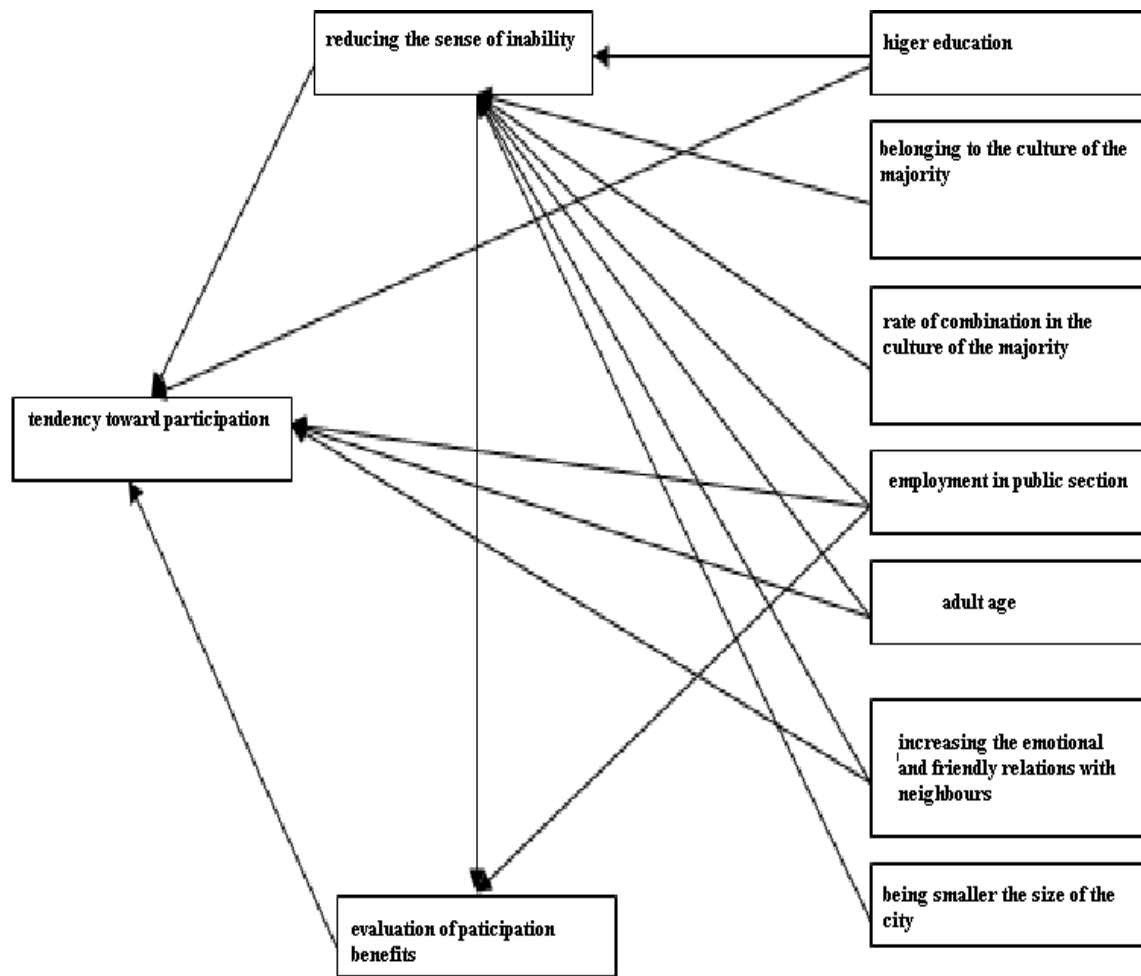 reducing the sense of inability
higer education
belonging to the culture of the
majority
rate of combination in the
culture of the majority
tendency toward participation
employment in public section
adult age
increasing the emotional
and friendly relations with
neighbours
being smaller the size of the
city
evaluation of paticipation
benefits